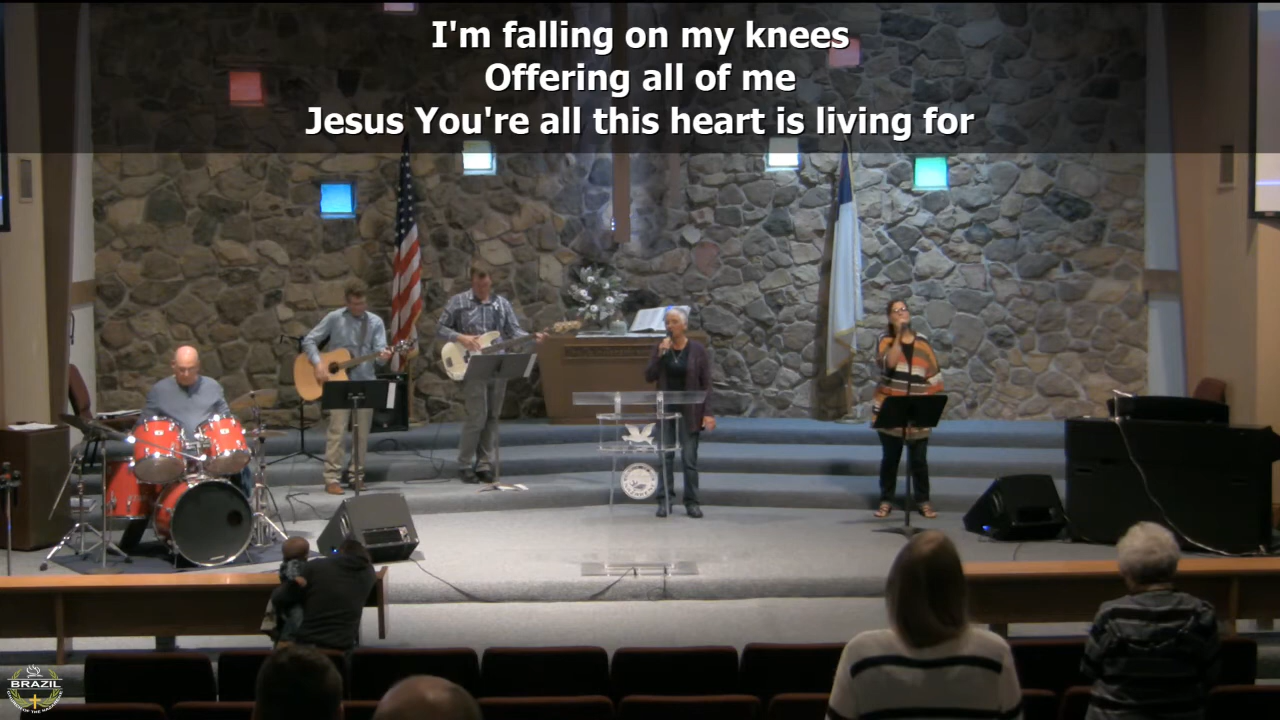 I'm falling on my knees
Offering all of me
Jesus You're all this heart is living for
BRAZIL